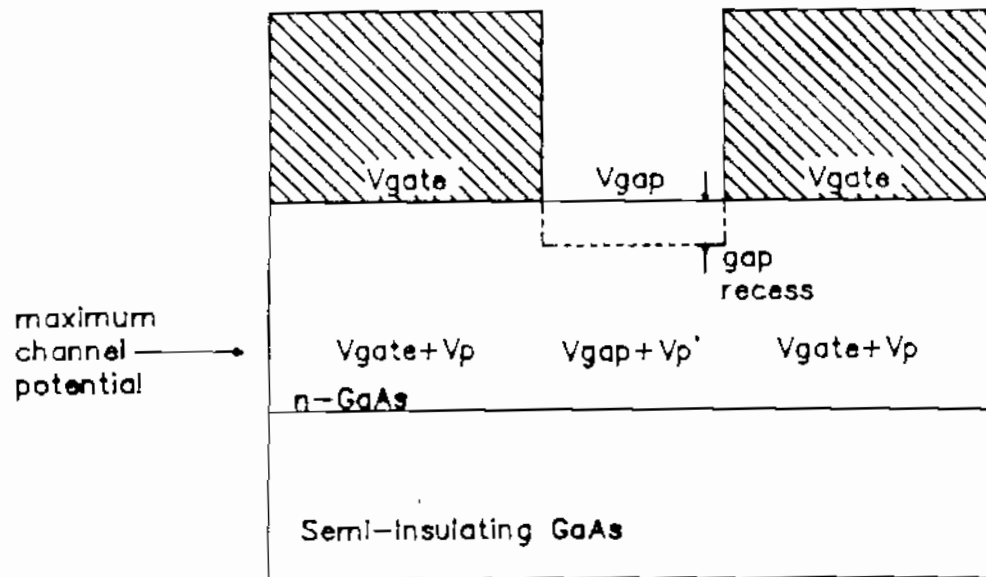 Vgate Vgap Vgate
gap
recess
maximum
channel
potential
Vgate+Vp Vgap+Vp' Vgate+Vp
n-GaAs
Semi-Insulating GaAs